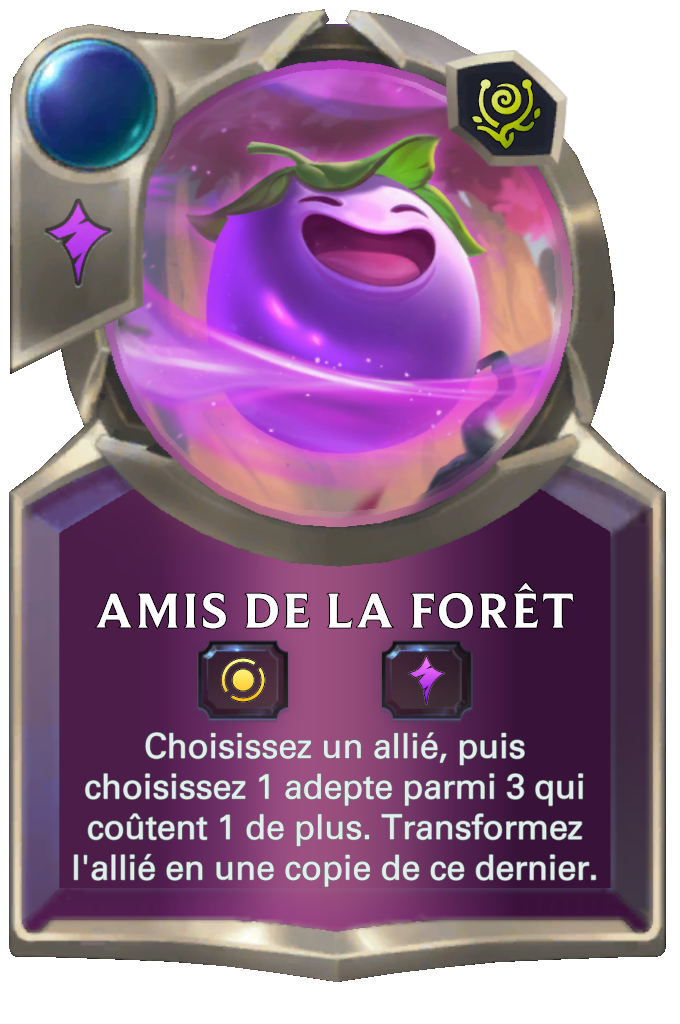 AMIS DE LA FORÊT
Choisissez un allié, puis
choisissez 1 adepte parmi 3 qui
coûtent 1 de plus. Transformez
l'allié en une copie de ce dernier.